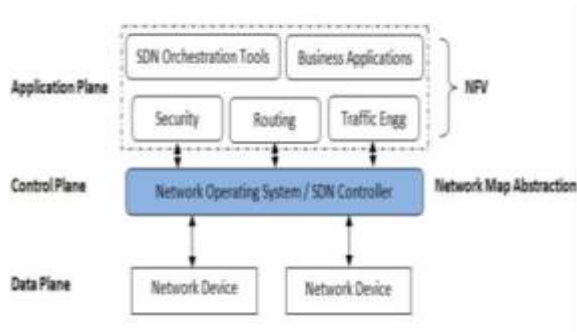 SDN Orchestration Tools
Business Applications
Application Plane
NFV
Security
Routing
Traffic Engg
Control Plane
Network Operating System / SDN Controller
Network Map Abstraction
Data Plane
Network Device
Network Device